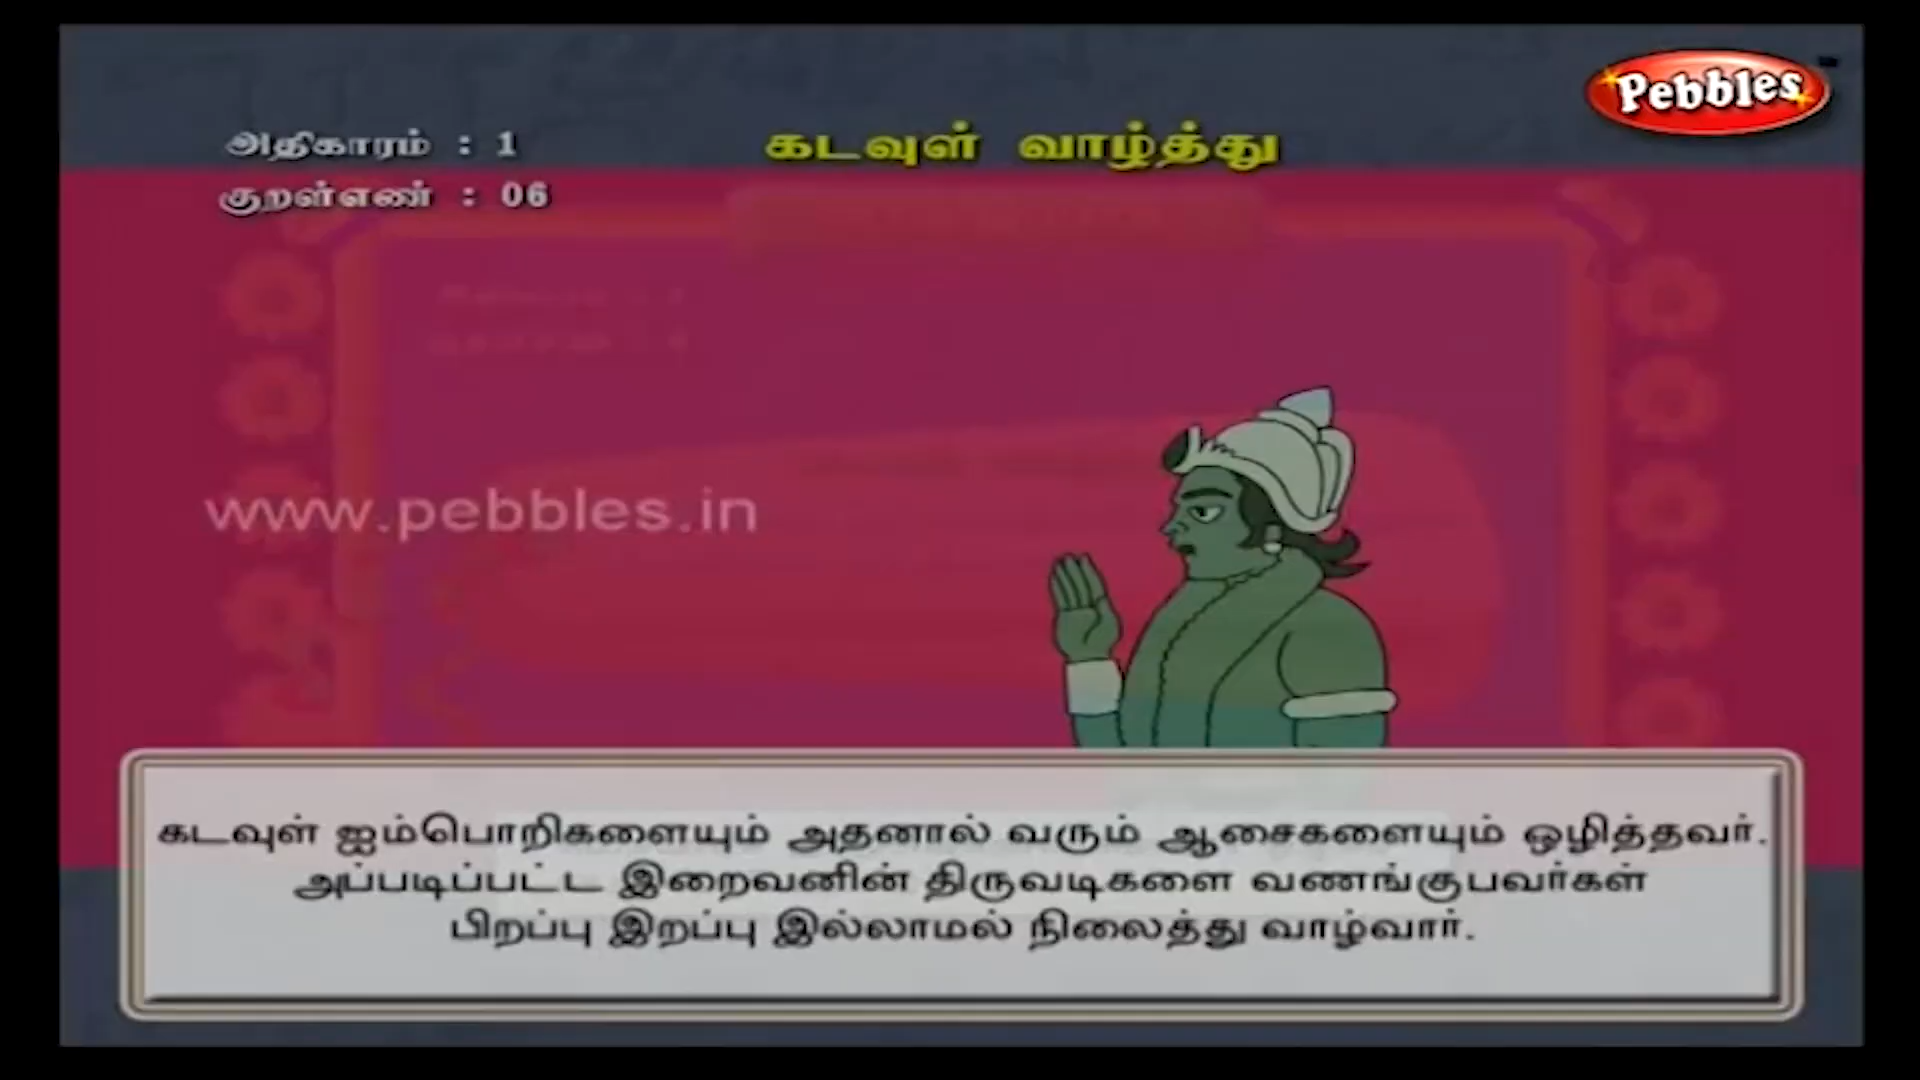 Pebbles
அதிகாரம் : 1
கடவுள் வாழ்த்து
குறள்எண் : 06
www.pebbles.in
கடவுள் ஐம்பொறிகளையும் அதனால் வரும் ஆசைகளையும் ஒழித்தவர்.
அப்படிப்பட்ட இறைவனின் திருவடிகளை வணங்குபவர்கள்
பிறப்பு இறப்பு இல்லாமல் நிலைத்து வாழ்வார்.